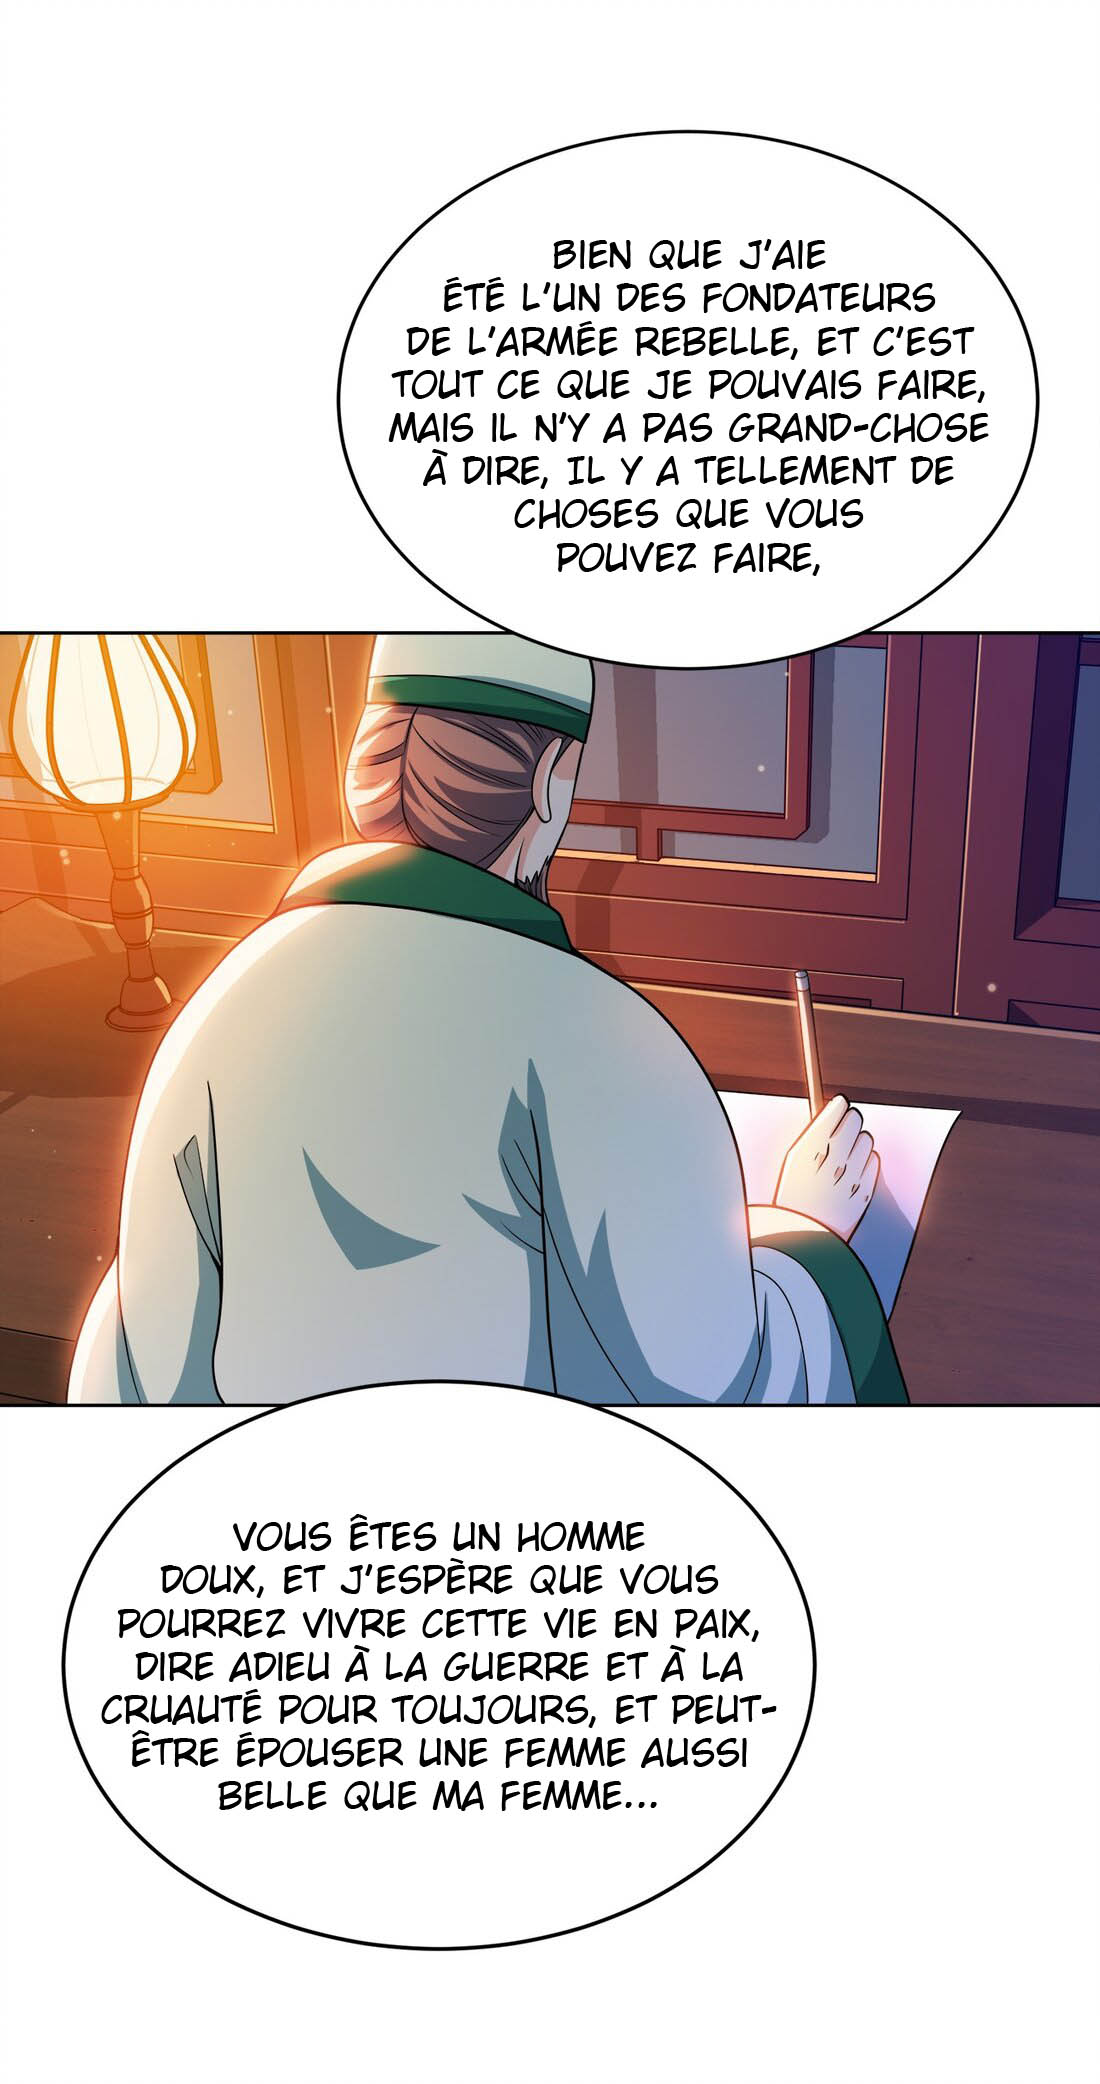 BIEN QUE J'AIE
ÉTÉ L'UN DES FONDATEURS
DE L'ARMÉE REBELLE, ET C'EST
TOUT CE QUE JE POUVAIS FAIRE,
MAIS IL N'Y A PAS GRAND-CHOSE
À DIRE, IL Y A TELLEMENT DE
CHOSES QUE VOUS
POUVEZ FAIRE,
VOUS ÊTES UN HOMME
DOUX, ET J'ESPÈRE QUE VOUS
POURREZ VIVRE CETTE VIE EN PAIX,
DIRE ADIEU À LA GUERRE ET À LA
CRUAUTÉ POUR TOUJOURS, ET PEUT-
ÊTRE ÉPOUSER UNE FEMME AUSSI
BELLE QUE MA FEMME...